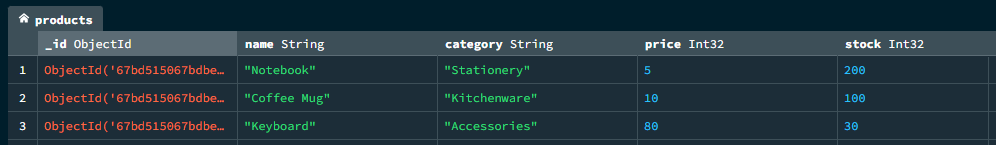 products
_id ObjectId name String category String price Int32 stock Int32
1 ObjectId('67bd515067bdbe… "Notebook" "Stationery" 5 200
2 ObjectId('67bd515067bdbe… "Coffee Mug" "Kitchenware" 10 100
3 ObjectId('67bd515067bdbe… "Keyboard" "Accessories" 80 30